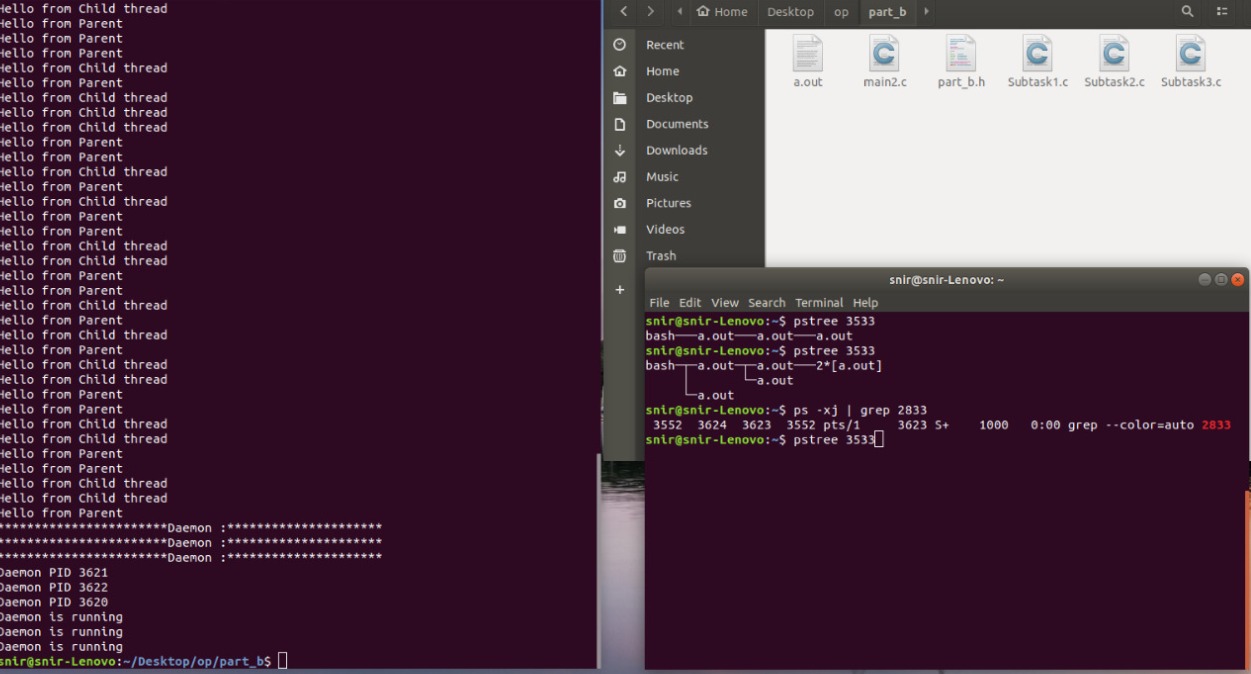 Hello from Child thread
Hello from Parent
Hello from Parent
Hello from Parent
Hello from Child thread
Hello from Parent
Hello from Child thread
Hello from Child thread
Hello from Child thread
Hello from Parent
Hello from Parent
Hello from Child thread
Hello from Parent
Hello from Child thread
Hello from Parent
Hello from Parent
Hello from Child thread
Hello from Child thread
Hello from Parent
Hello from Parent
Hello from Child thread
Hello from Parent
Hello from Child thread
Hello from Parent
Hello from Child thread
Hello from Child thread
Hello from Parent
Hello from Parent
Hello from Child thread
Hello from Child thread
Hello from Parent
Hello from Parent
Hello from Child thread
Hello from Child thread
Hello from Parent
***********************Daemon :*********************
***********************Daemon :*********************
***********************Daemon :*********************
Daemon PID 3621
Daemon PID 3622
Daemon PID 3620
Daemon is running
Daemon is running
Daemon is running
snir@snir-Lenovo:~/Desktop/op/part_b$
Home Desktop op part_b
Recent
Home
Desktop
Documents
Downloads
Music
Pictures
Videos
Trash
a.out main2.c part_b.h Subtask1.c Subtask2.c Subtask3.c
snir@snir-Lenovo: ~
File Edit View Search Terminal Help
snir@snir-Lenovo:~$ pstree 3533
bash───a.out───a.out───a.out
snir@snir-Lenovo:~$ pstree 3533
bash─┬─a.out─┬─a.out───2*[a.out]
└─a.out
└─a.out
snir@snir-Lenovo:~$ ps -xj | grep 2833
3552 3624 3623 3552 pts/1 3623 S+ 1000 0:00 grep --color=auto 2833
snir@snir-Lenovo:~$ pstree 3533